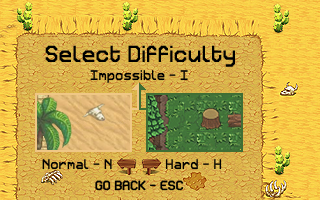 Select Difficulty
Impossible - I
Normal - N
Hard - H
GO BACK - ESC